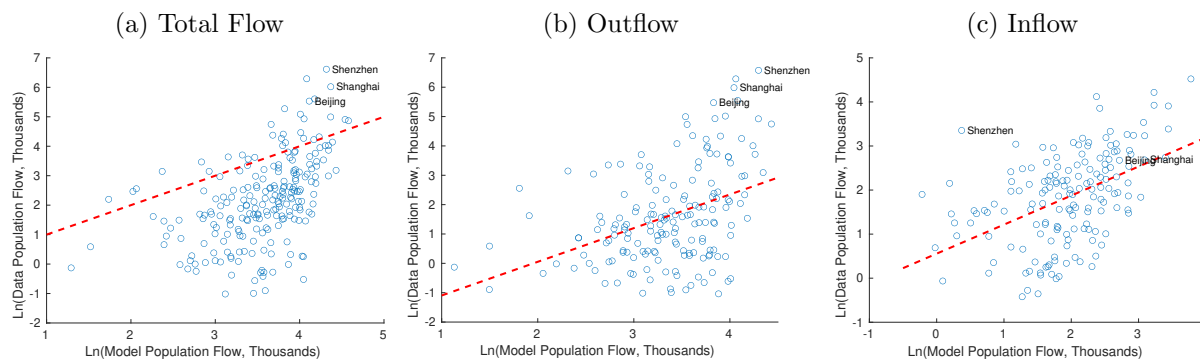 (a) Total Flow
(b) Outflow
(c) Inflow
Ln(Data Population Flow, Thousands)
7
6
5
4
3
2
1
0
-1
-2
Shenzhen
Shanghai
Beijing
1
2
3
4
5
Ln(Model Population Flow, Thousands)
Ln(Data Population Flow, Thousands)
7
6
5
4
3
2
1
0
-1
-2
Shenzhen
Shanghai
Beijing
1
2
3
4
Ln(Model Population Flow, Thousands)
Ln(Data Population Flow, Thousands)
5
4
3
2
1
0
-1
Shenzhen
Beijing
Shanghai
-1
0
1
2
3
Ln(Model Population Flow, Thousands)